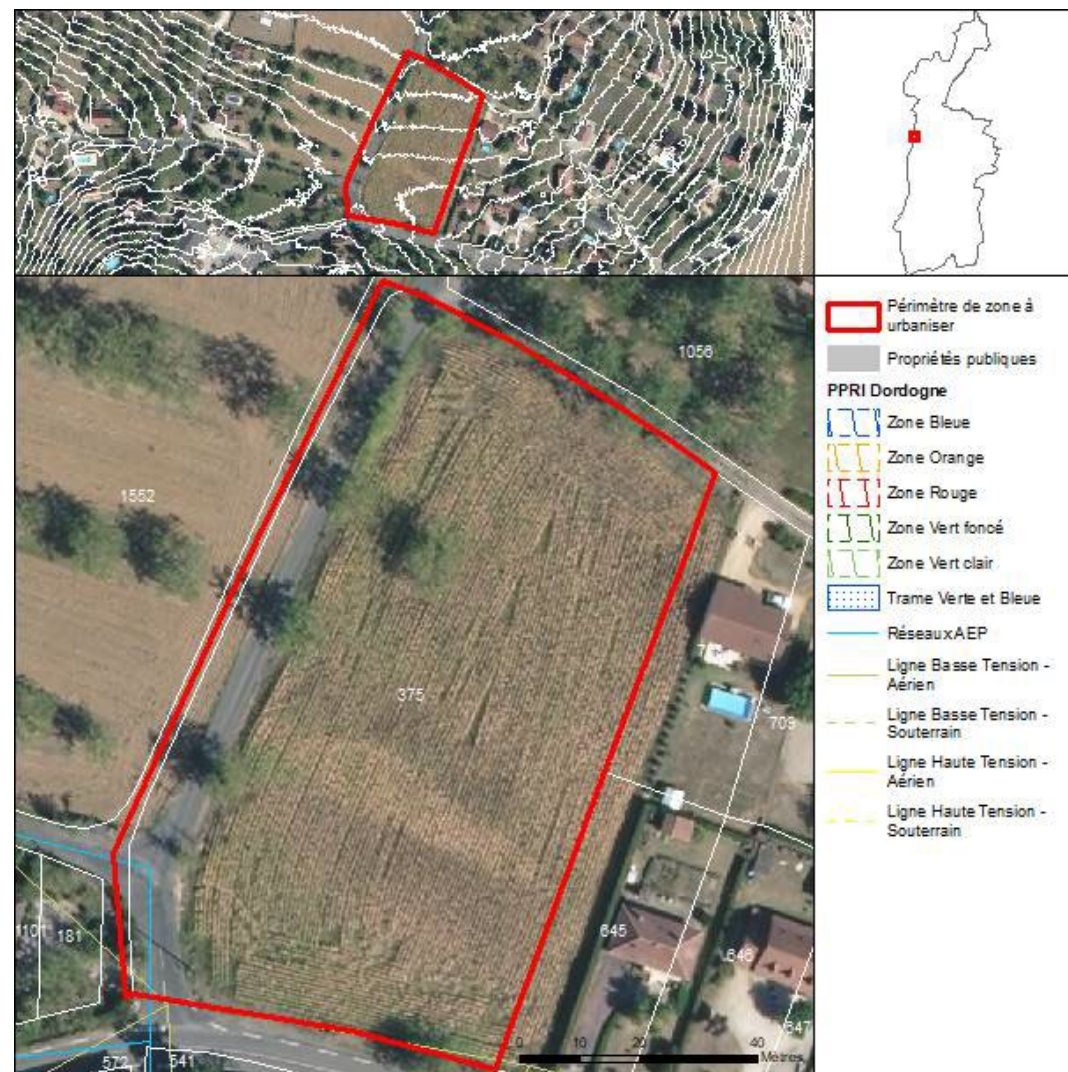 Périmètre de zone à
urbaniser
Propriétés publiques
PPRI Dordogne
Zone Bleue
Zone Orange
Zone Rouge
Zone Vert foncé
Zone Vert clair
Trame Verte et Bleue
Réseaux AEP
Ligne Basse Tension -
Aérien
Ligne Basse Tension -
Souterrain
Ligne Haute Tension -
Aérien
Ligne Haute Tension -
Souterrain
1056
1552
375
709
1101 181
645
646
647
572 541
0 10 20 40
Mètres